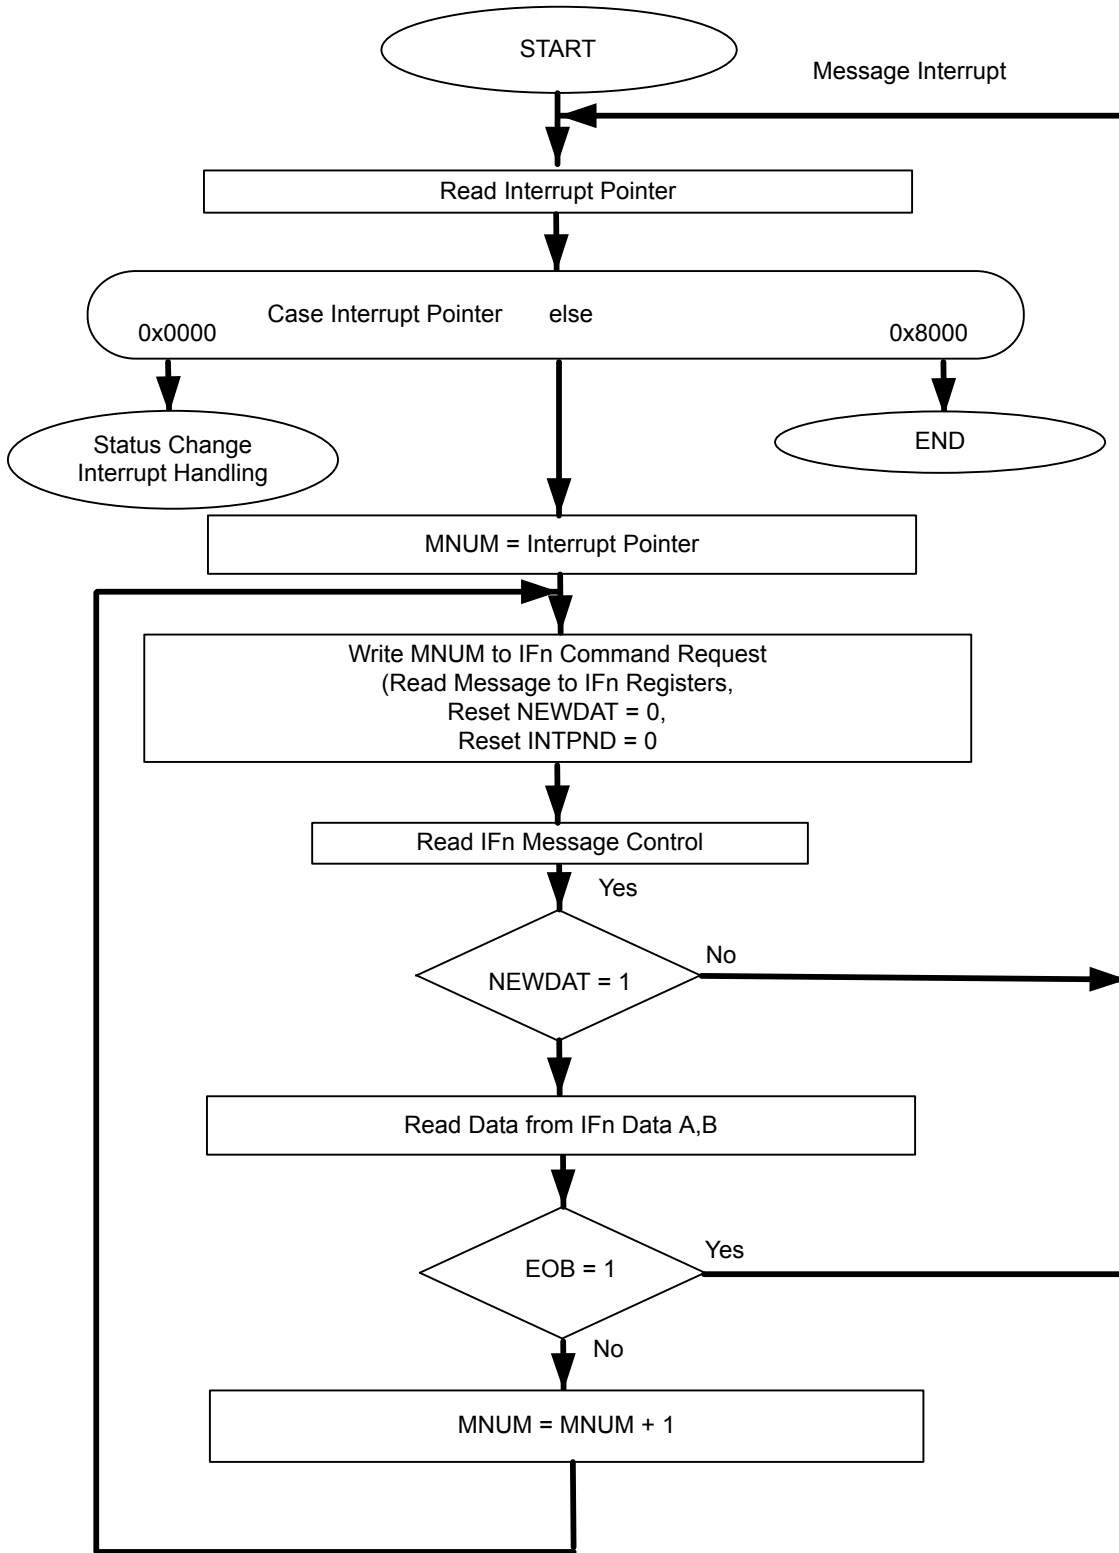 START
Message Interrupt
Read Interrupt Pointer
Case Interrupt Pointer else
0x0000
0x8000
Status Change
Interrupt Handling
END
MNUM = Interrupt Pointer
Write MNUM to IFn Command Request
(Read Message to IFn Registers,
Reset NEWDAT = 0,
Reset INTPND = 0
Read IFn Message Control
Yes
No
NEWDAT = 1
Read Data from IFn Data A,B
Yes
EOB = 1
No
MNUM = MNUM + 1